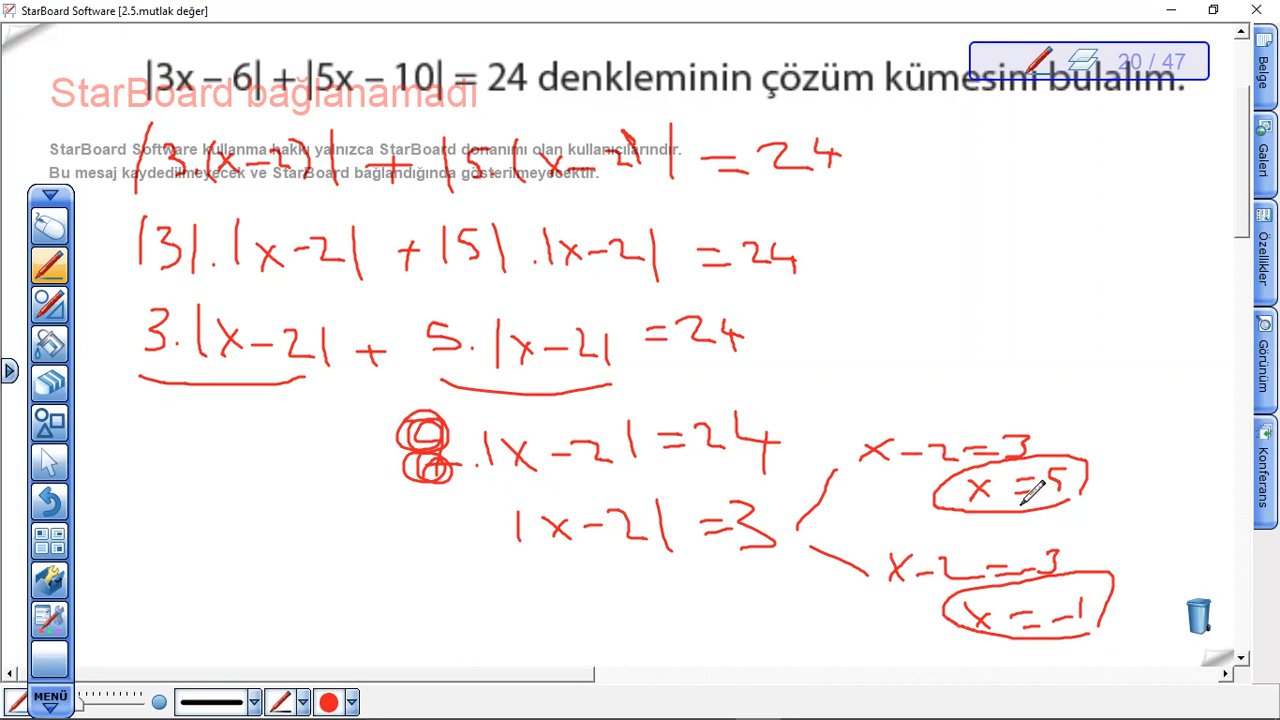 StarBoard Software [2.5.mutlak değer]
20 / 47
|3x – 6| + |5x – 10| = 24 denkleminin çözüm kümesini bulalım.
StarBoard bağlanamadı
|3.(x-2)| + |5.(x-2)| = 24
StarBoard Software kullanma hakkı yalnızca StarBoard donanımı olan kullanıcılarındır.
Bu mesaj kaydedilmeyecek ve StarBoard bağlandığında gösterilmeyecektir.
|3|.|x-2| + |5|.|x-2| = 24
3.|x-2| + 5.|x-2| = 24
.|x-2| = 24
|x-2| = 3
x-2=3
x=5
x-2=-3
x=-1
Belge
Galeri
Özellikler
Görünüm
Konferans
MENÜ